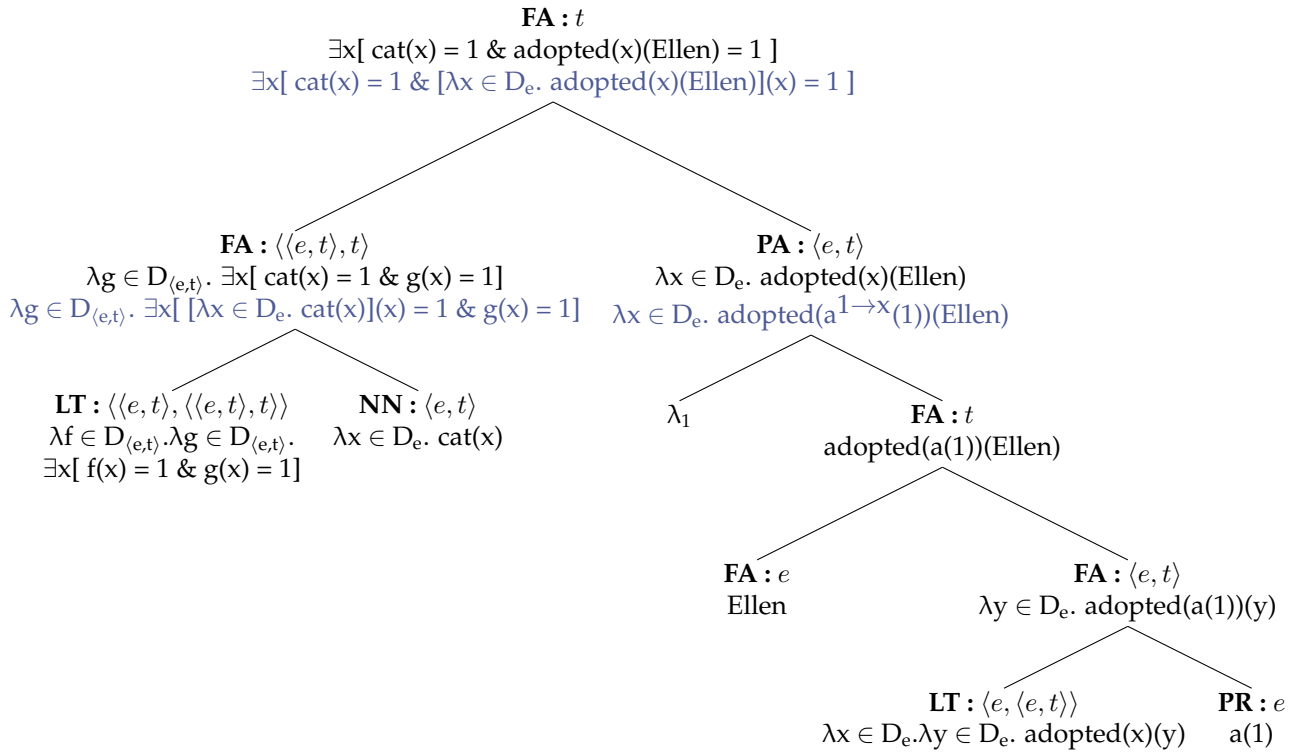 FA : t
∃x[ cat(x) = 1 & adopted(x)(Ellen) = 1 ]
∃x[ cat(x) = 1 & [λx ∈ Dₑ. adopted(x)(Ellen)](x) = 1 ]
FA : ⟨⟨e, t⟩, t⟩
λg ∈ D⟨e,t⟩. ∃x[ cat(x) = 1 & g(x) = 1]
λg ∈ D⟨e,t⟩. ∃x[ [λx ∈ Dₑ. cat(x)](x) = 1 & g(x) = 1]
PA : ⟨e, t⟩
λx ∈ Dₑ. adopted(x)(Ellen)
λx ∈ Dₑ. adopted(a^1→x(1))(Ellen)
LT : ⟨⟨e, t⟩, ⟨⟨e, t⟩, t⟩⟩
λf ∈ D⟨e,t⟩.λg ∈ D⟨e,t⟩.
∃x[ f(x) = 1 & g(x) = 1]
NN : ⟨e, t⟩
λx ∈ Dₑ. cat(x)
λ₁
FA : t
adopted(a(1))(Ellen)
FA : e
Ellen
FA : ⟨e, t⟩
λy ∈ Dₑ. adopted(a(1))(y)
LT : ⟨e, ⟨e, t⟩⟩
λx ∈ Dₑ.λy ∈ Dₑ. adopted(x)(y)
PR : e
a(1)